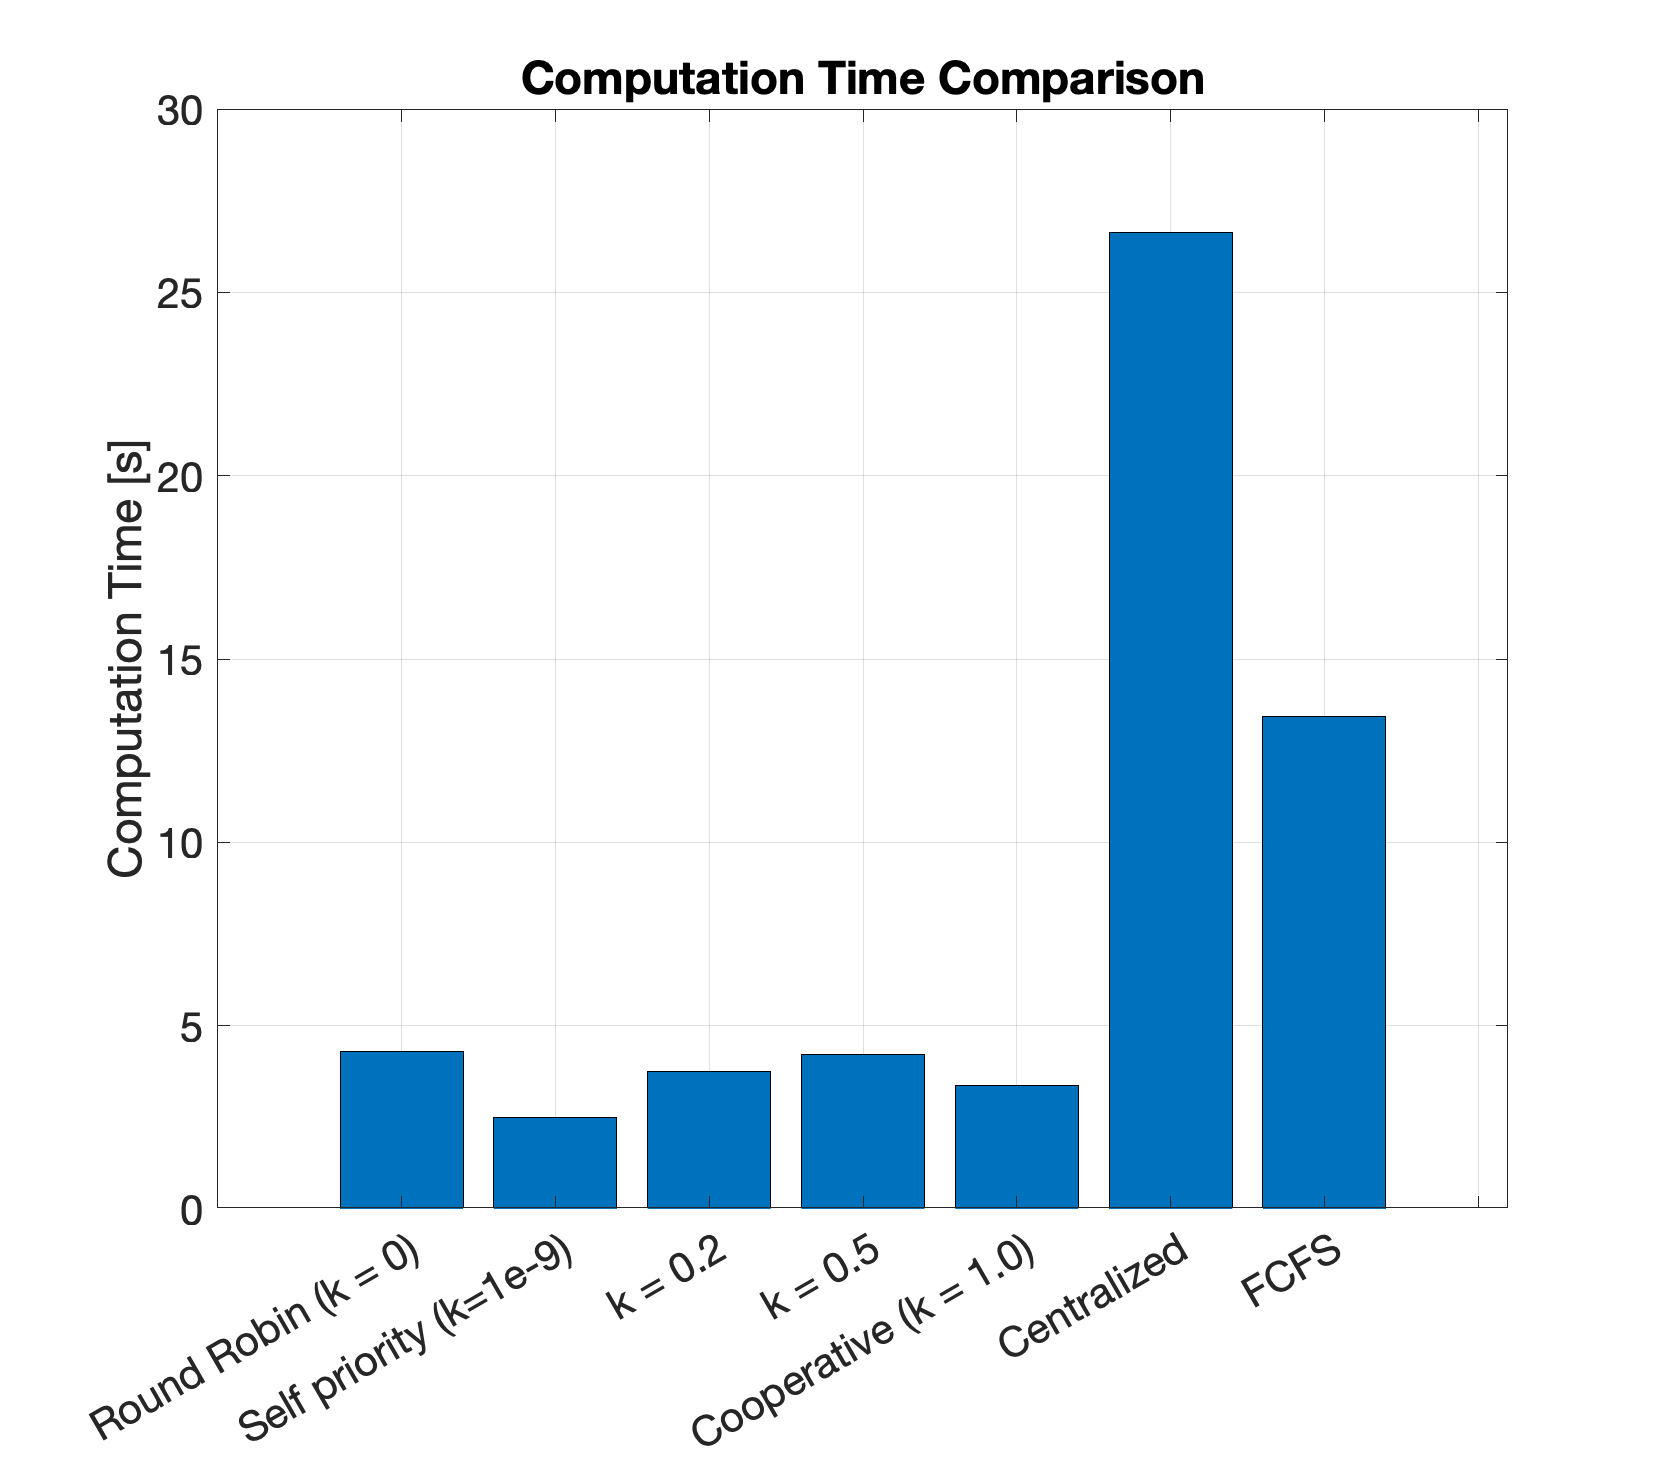 Computation Time Comparison
Computation Time [s]
30
25
20
15
10
5
0
Round Robin (k = 0)
Self priority (k=1e-9)
k = 0.2
k = 0.5
Cooperative (k = 1.0)
Centralized
FCFS